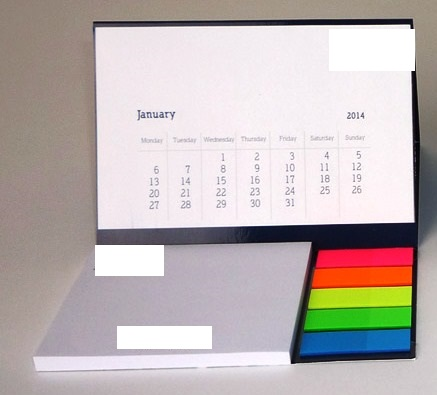 January 2014
Monday Tuesday Wednesday Thursday Friday Saturday Sunday
1 2 3 4 5
6 7 8 9 10 11 12
13 14 15 16 17 18 19
20 21 22 23 24 25 26
27 28 29 30 31